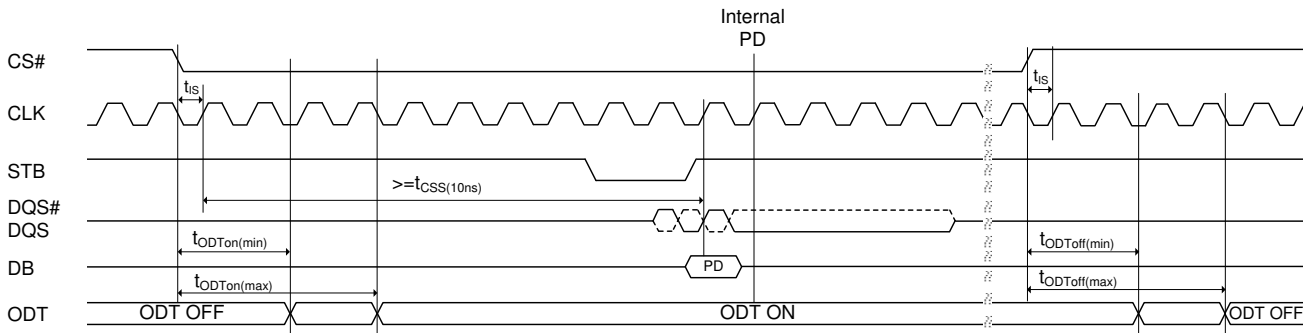 Internal
PD
CS#
tIS
tIS
CLK
STB
>=tCSS(10ns)
DQS#
DQS
tODTon(min)
tODToff(min)
DB
PD
tODTon(max)
tODToff(max)
ODT
ODT OFF
ODT ON
ODT OFF